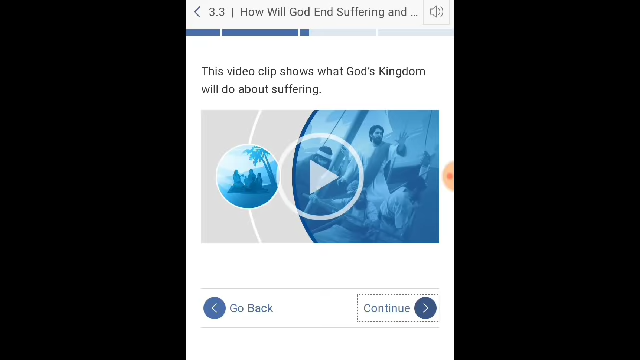 3.3 | How Will God End Suffering and ...
This video clip shows what God's Kingdom
will do about suffering.
Go Back
Continue